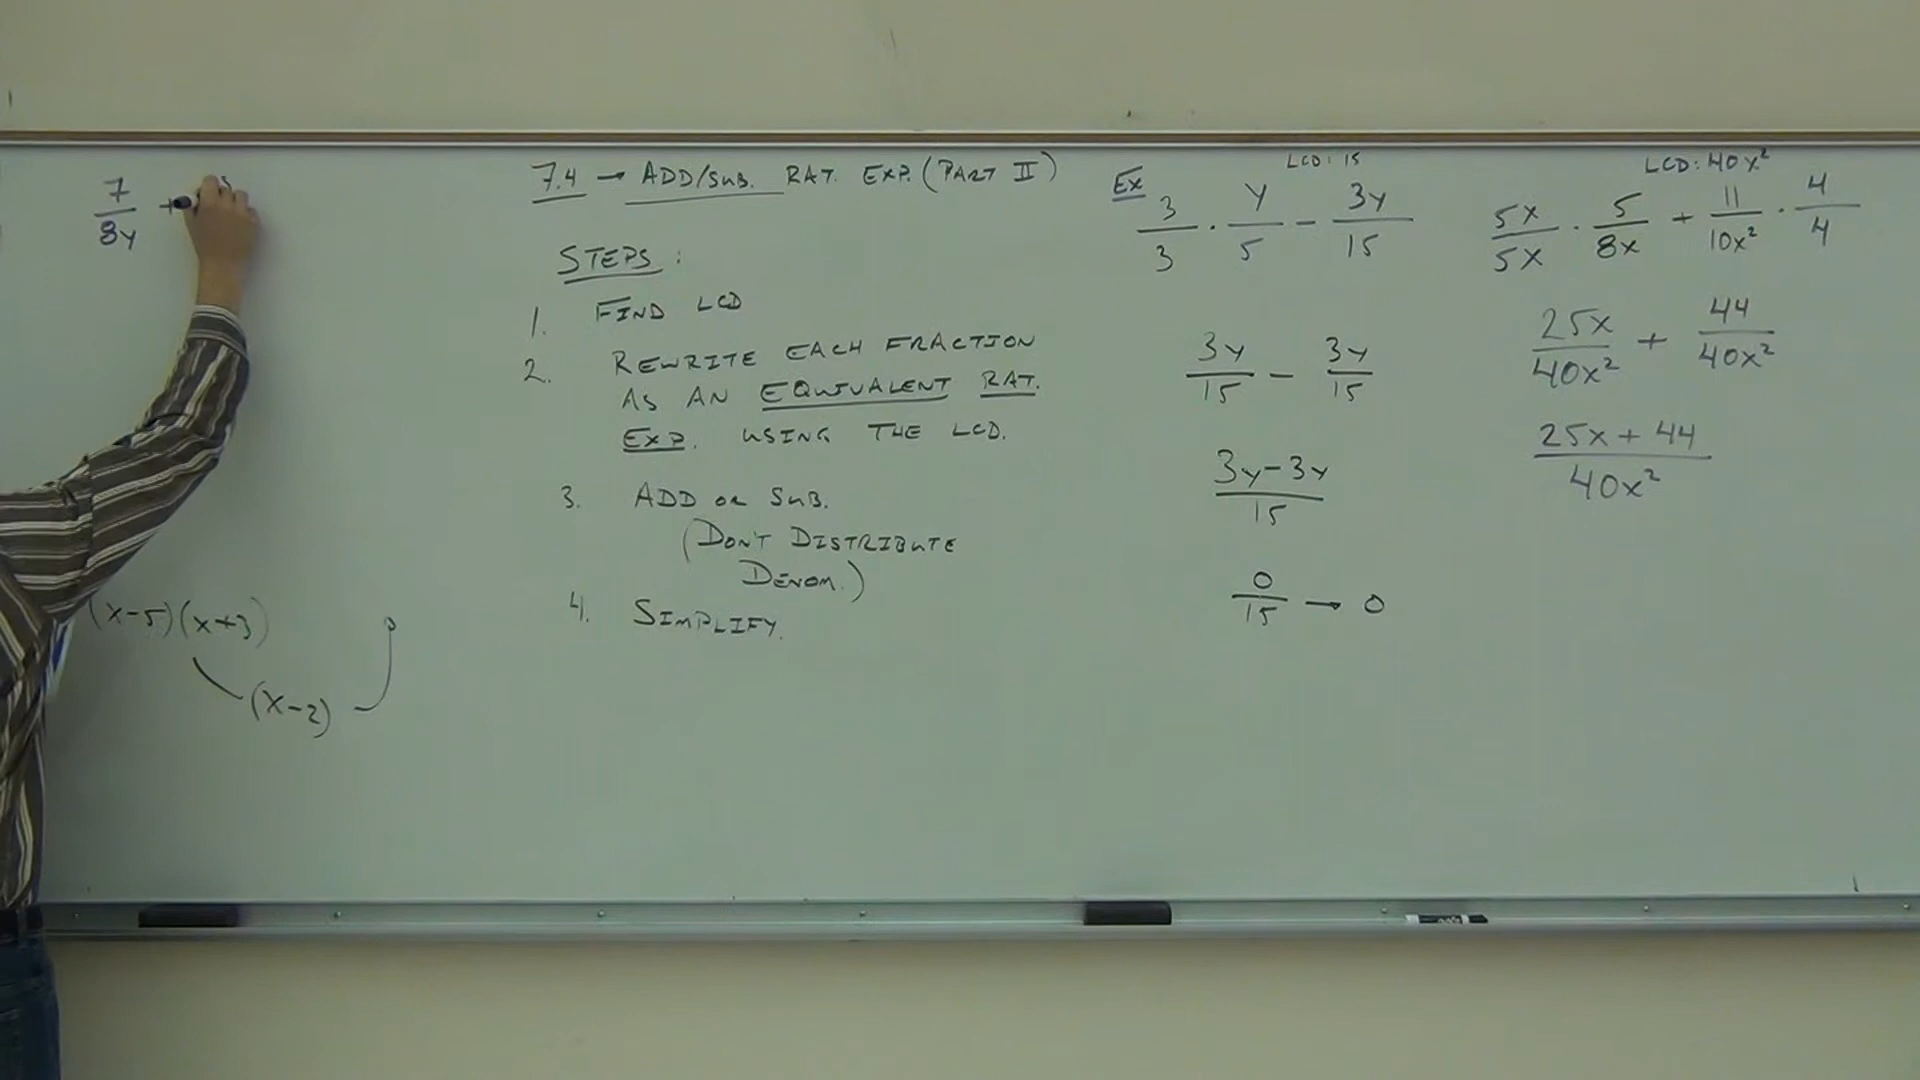 7/8y +
(x-5)(x+3)
(x-2)
7.4 → ADD/SUB. RAT. EXP. (PART II)
STEPS:
1. FIND LCD
2. REWRITE EACH FRACTION
AS AN EQUIVALENT RAT.
EXP. USING THE LCD.
3. ADD OR SUB.
(DON'T DISTRIBUTE
DENOM.)
4. SIMPLIFY.
LCD: 15
Ex 3/3 · y/5 - 3y/15
3y/15 - 3y/15
3y-3y/15
0/15 → 0
LCD: 40x²
5x/5x · 5/8x + 11/10x² · 4/4
25x/40x² + 44/40x²
25x+44/40x²